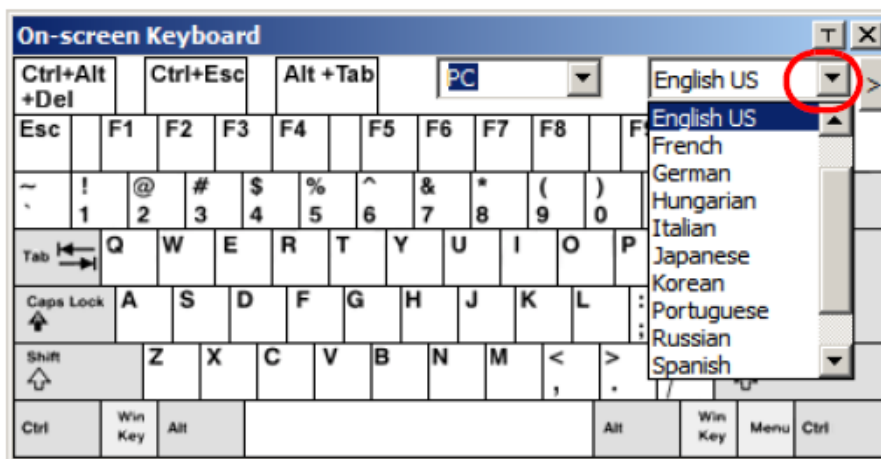 On-screen Keyboard T X
Ctrl+Alt +Del Ctrl+Esc Alt +Tab PC English US >
Esc F1 F2 F3 F4 F5 F6 F7 F8
~ ` ! 1 @ 2 # 3 $ 4 % 5 ^ 6 & 7 * 8 ( 9 ) 0
Tab Q W E R T Y U I O P
Caps Lock A S D F G H J K L : ;
Shift Z X C V B N M < , > . /
Ctrl Win Key Alt Alt Win Key Menu Ctrl
English US
French
German
Hungarian
Italian
Japanese
Korean
Portuguese
Russian
Spanish